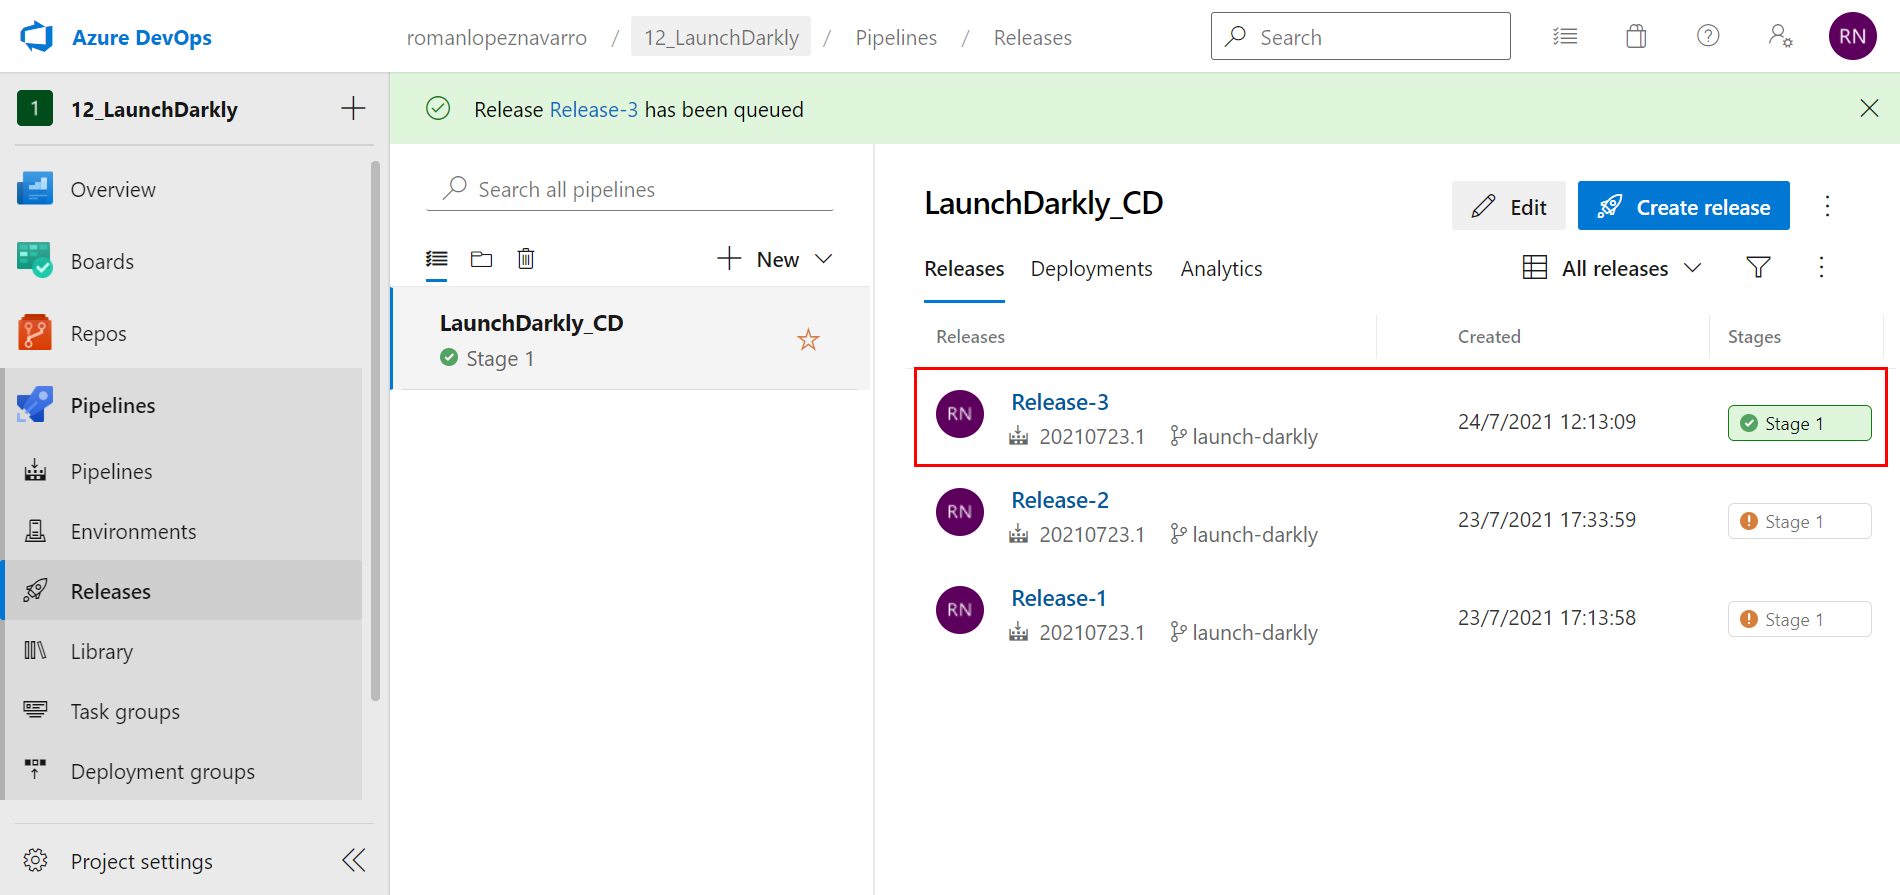 Azure DevOps
romanlopeznavarro / 12_LaunchDarkly / Pipelines / Releases
Search
RN
1 12_LaunchDarkly
Overview
Boards
Repos
Pipelines
Pipelines
Environments
Releases
Library
Task groups
Deployment groups
Project settings
Release Release-3 has been queued
Search all pipelines
New
LaunchDarkly_CD
Stage 1
LaunchDarkly_CD
Edit
Create release
Releases Deployments Analytics
All releases
Releases Created Stages
RN Release-3
20210723.1 launch-darkly 24/7/2021 12:13:09 Stage 1
RN Release-2
20210723.1 launch-darkly 23/7/2021 17:33:59 Stage 1
RN Release-1
20210723.1 launch-darkly 23/7/2021 17:13:58 Stage 1